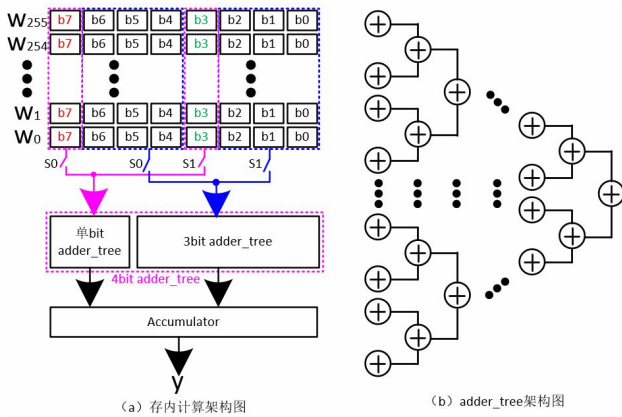 W255 b7 b6 b5 b4 b3 b2 b1 b0
W254 b7 b6 b5 b4 b3 b2 b1 b0
W1 b7 b6 b5 b4 b3 b2 b1 b0
W0 b7 b6 b5 b4 b3 b2 b1 b0
S0 S0 S1 S1
单bit
adder_tree
3bit adder_tree
4bit adder_tree
Accumulator
y
（a）存内计算架构图
（b）adder_tree架构图